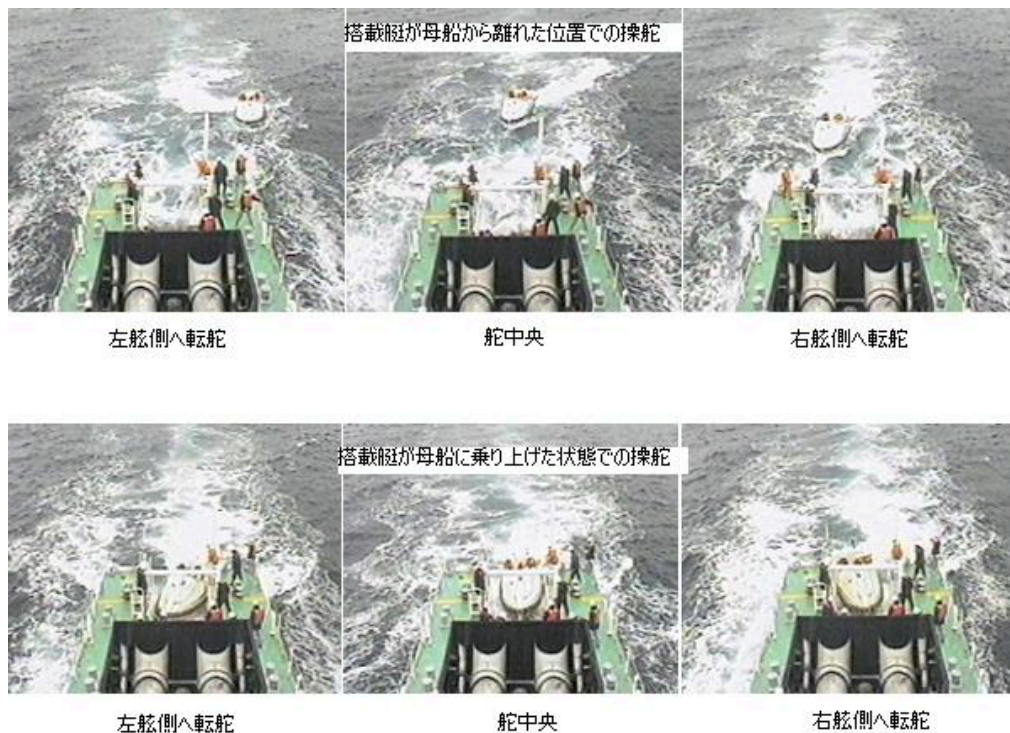 搭載艇が母船から離れた位置での操舵
左舷側へ転舵
舵中央
右舷側へ転舵
搭載艇が母船に乗り上げた状態での操舵
左舷側へ転舵
舵中央
右舷側へ転舵